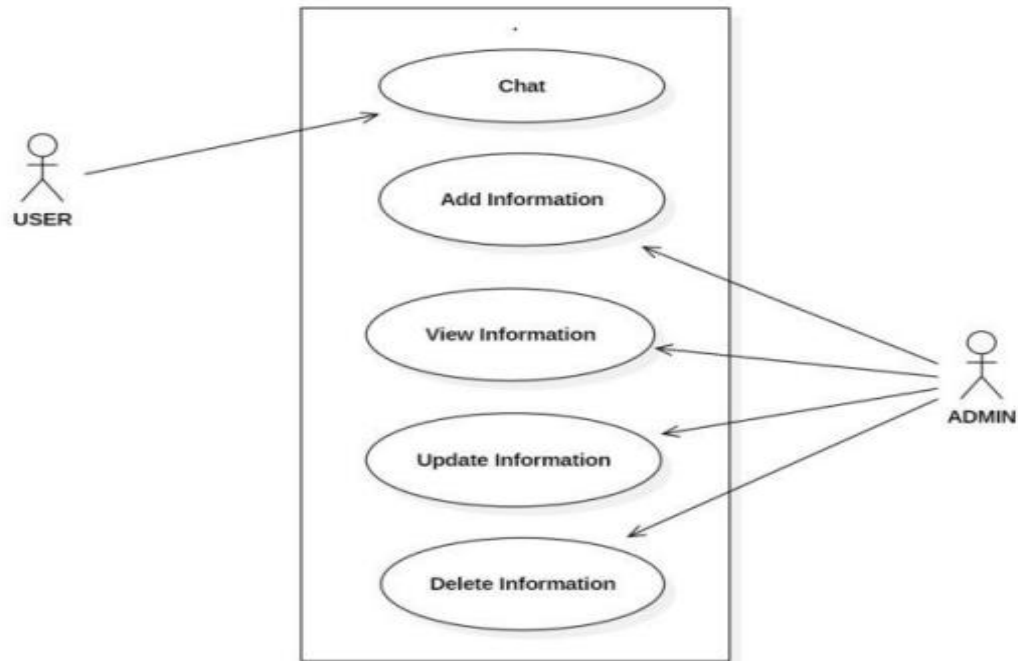 Chat
USER
Add Information
View Information
ADMIN
Update Information
Delete Information